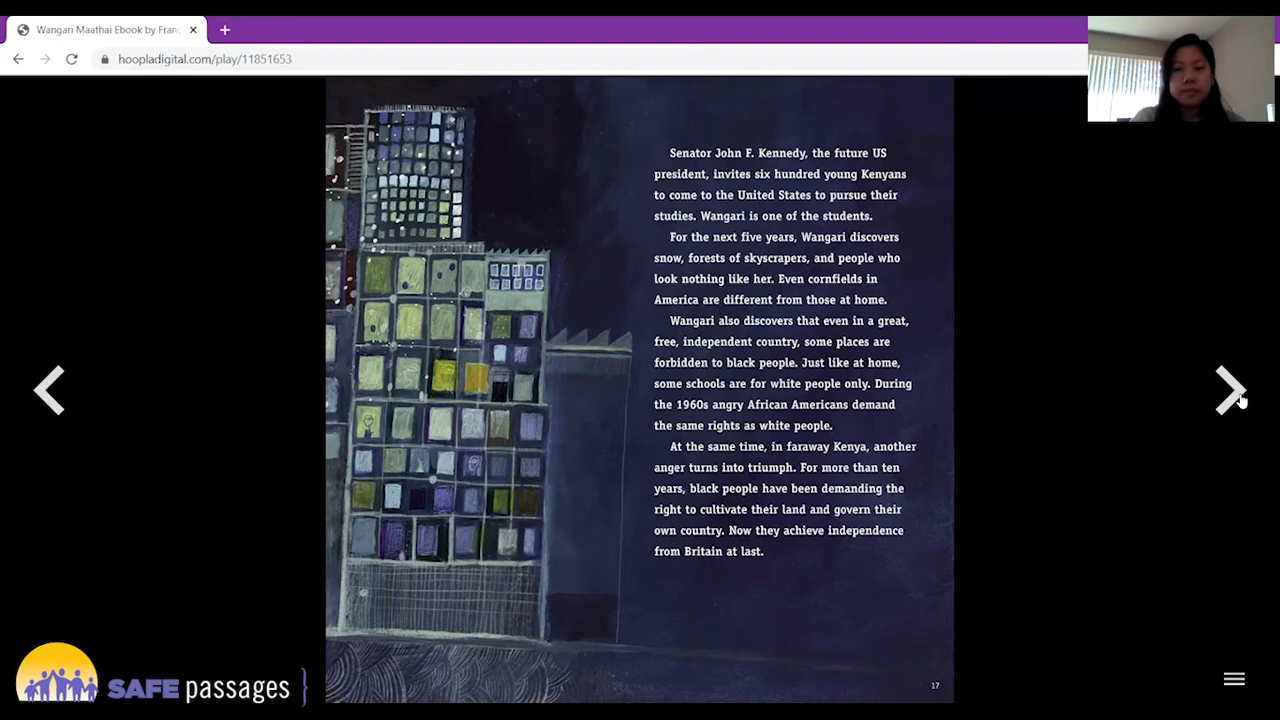 Wangari Maathai Ebook by Franc
hoopladigital.com/play/11851653
Senator John F. Kennedy, the future US
president, invites six hundred young Kenyans
to come to the United States to pursue their
studies. Wangari is one of the students.
For the next five years, Wangari discovers
snow, forests of skyscrapers, and people who
look nothing like her. Even cornfields in
America are different from those at home.
Wangari also discovers that even in a great,
free, independent country, some places are
forbidden to black people. Just like at home,
some schools are for white people only. During
the 1960s angry African Americans demand
the same rights as white people.
At the same time, in faraway Kenya, another
anger turns into triumph. For more than ten
years, black people have been demanding the
right to cultivate their land and govern their
own country. Now they achieve independence
from Britain at last.
17
SAFE passages